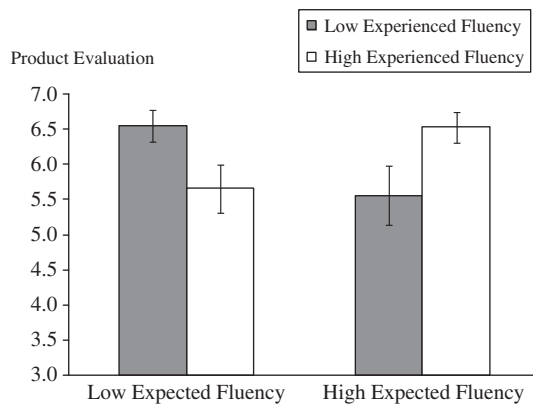 Low Experienced Fluency
High Experienced Fluency
Product Evaluation
7.0
6.5
6.0
5.5
5.0
4.5
4.0
3.5
3.0
Low Expected Fluency
High Expected Fluency